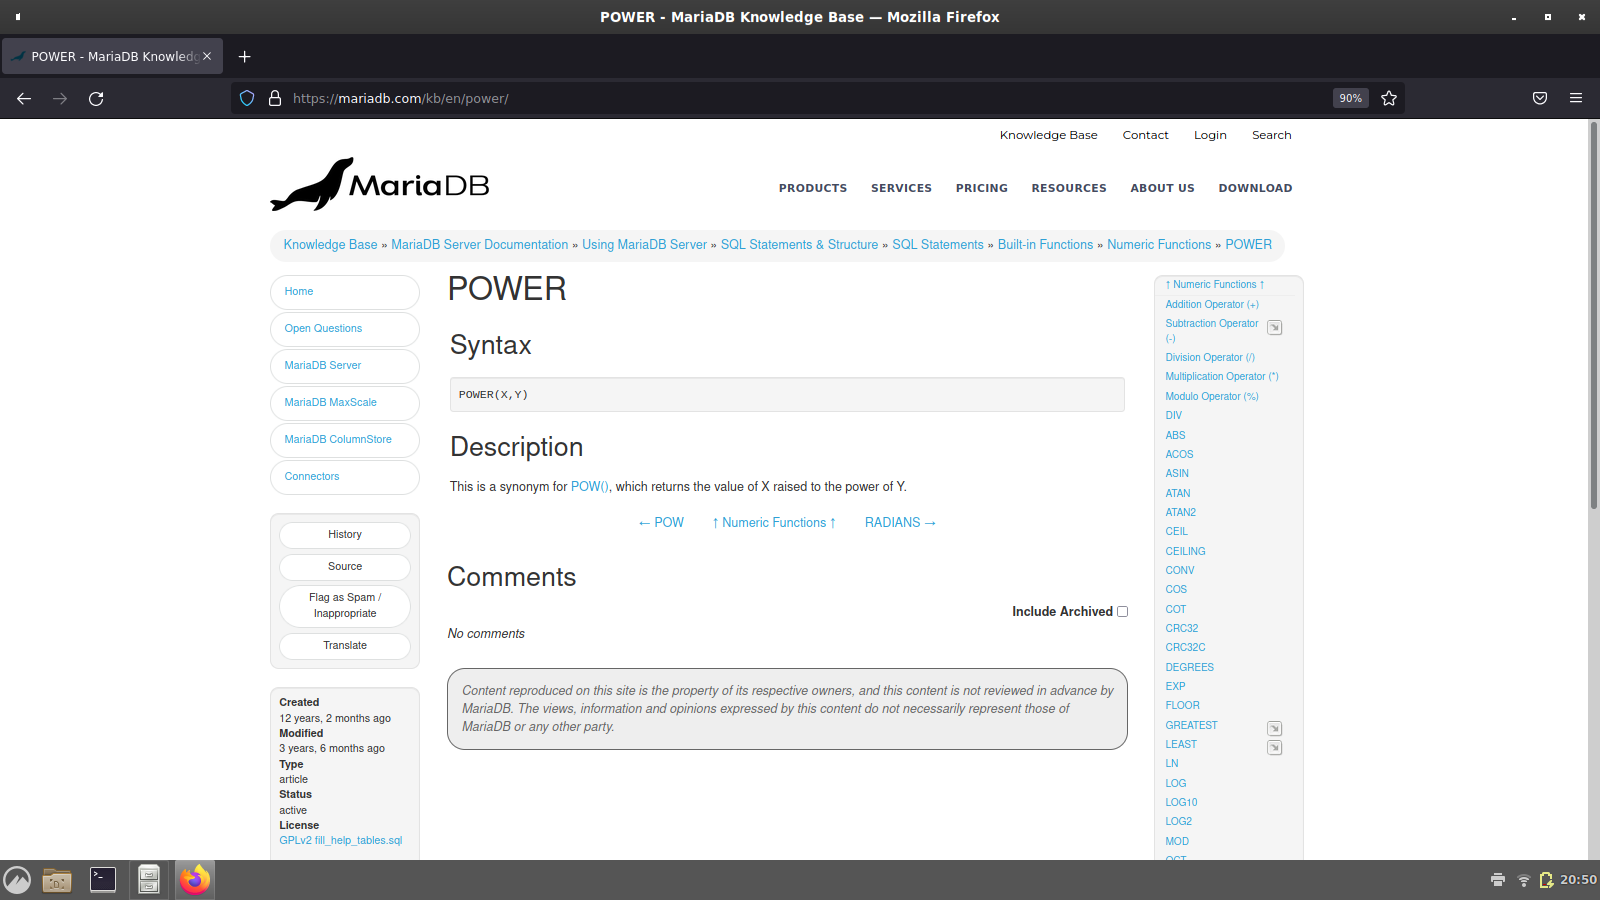 POWER - MariaDB Knowledge Base — Mozilla Firefox
POWER - MariaDB Knowledg
https://mariadb.com/kb/en/power/
90%
Knowledge Base Contact Login Search
MariaDB
PRODUCTS SERVICES PRICING RESOURCES ABOUT US DOWNLOAD
Knowledge Base » MariaDB Server Documentation » Using MariaDB Server » SQL Statements & Structure » SQL Statements » Built-in Functions » Numeric Functions » POWER
Home
Open Questions
MariaDB Server
MariaDB MaxScale
MariaDB ColumnStore
Connectors
History
Source
Flag as Spam /
Inappropriate
Translate
Created
12 years, 2 months ago
Modified
3 years, 6 months ago
Type
article
Status
active
License
GPLv2 fill_help_tables.sql
POWER
Syntax
POWER(X,Y)
Description
This is a synonym for POW(), which returns the value of X raised to the power of Y.
← POW ↑ Numeric Functions ↑ RADIANS →
Comments
Include Archived
No comments
Content reproduced on this site is the property of its respective owners, and this content is not reviewed in advance by
MariaDB. The views, information and opinions expressed by this content do not necessarily represent those of
MariaDB or any other party.
↑ Numeric Functions ↑
Addition Operator (+)
Subtraction Operator
(-)
Division Operator (/)
Multiplication Operator (*)
Modulo Operator (%)
DIV
ABS
ACOS
ASIN
ATAN
ATAN2
CEIL
CEILING
CONV
COS
COT
CRC32
CRC32C
DEGREES
EXP
FLOOR
GREATEST
LEAST
LN
LOG
LOG10
LOG2
MOD
OCT
20:50